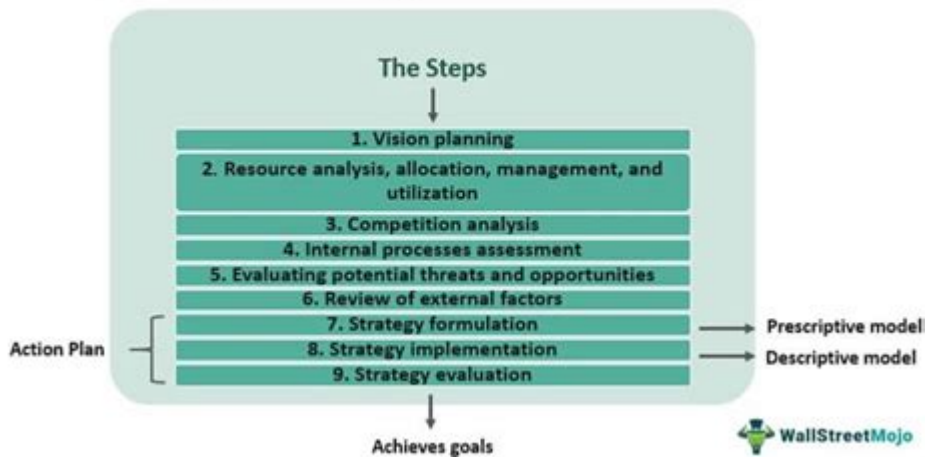 The Steps
1. Vision planning
2. Resource analysis, allocation, management, and
utilization
3. Competition analysis
4. Internal processes assessment
5. Evaluating potential threats and opportunities
6. Review of external factors
7. Strategy formulation
Prescriptive model
Action Plan
8. Strategy implementation
Descriptive model
9. Strategy evaluation
Achieves goals
WallStreetMojo